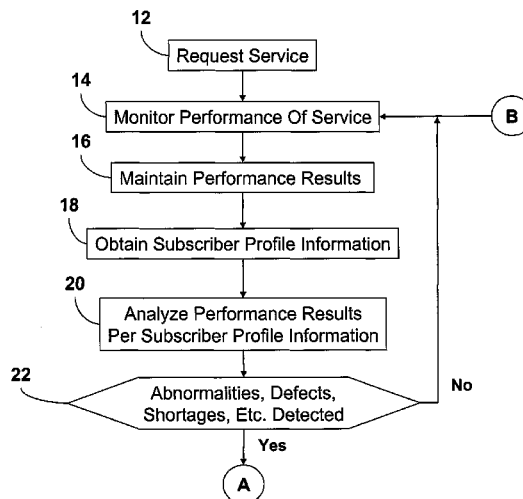 12
Request Service
14
Monitor Performance Of Service
B
16
Maintain Performance Results
18
Obtain Subscriber Profile Information
20
Analyze Performance Results
Per Subscriber Profile Information
22
Abnormalities, Defects,
Shortages, Etc. Detected
No
Yes
A